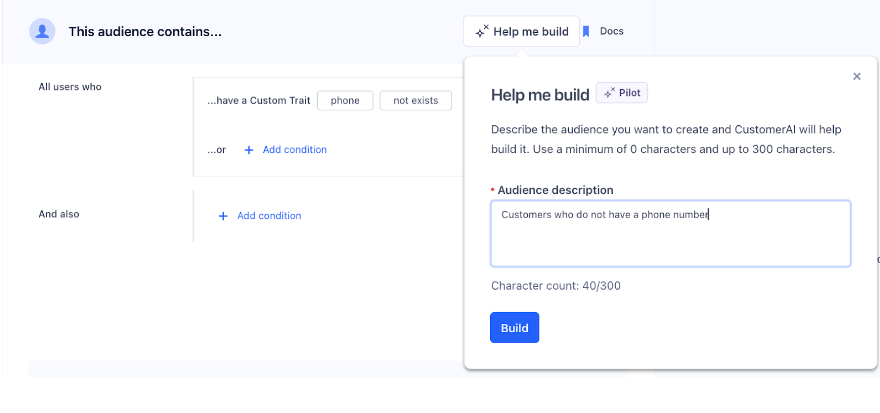 This audience contains...
Help me build
Docs
All users who
...have a Custom Trait phone not exists
...or + Add condition
And also
+ Add condition
Help me build Pilot
Describe the audience you want to create and CustomerAI will help
build it. Use a minimum of 0 characters and up to 300 characters.
• Audience description
Customers who do not have a phone number
Character count: 40/300
Build